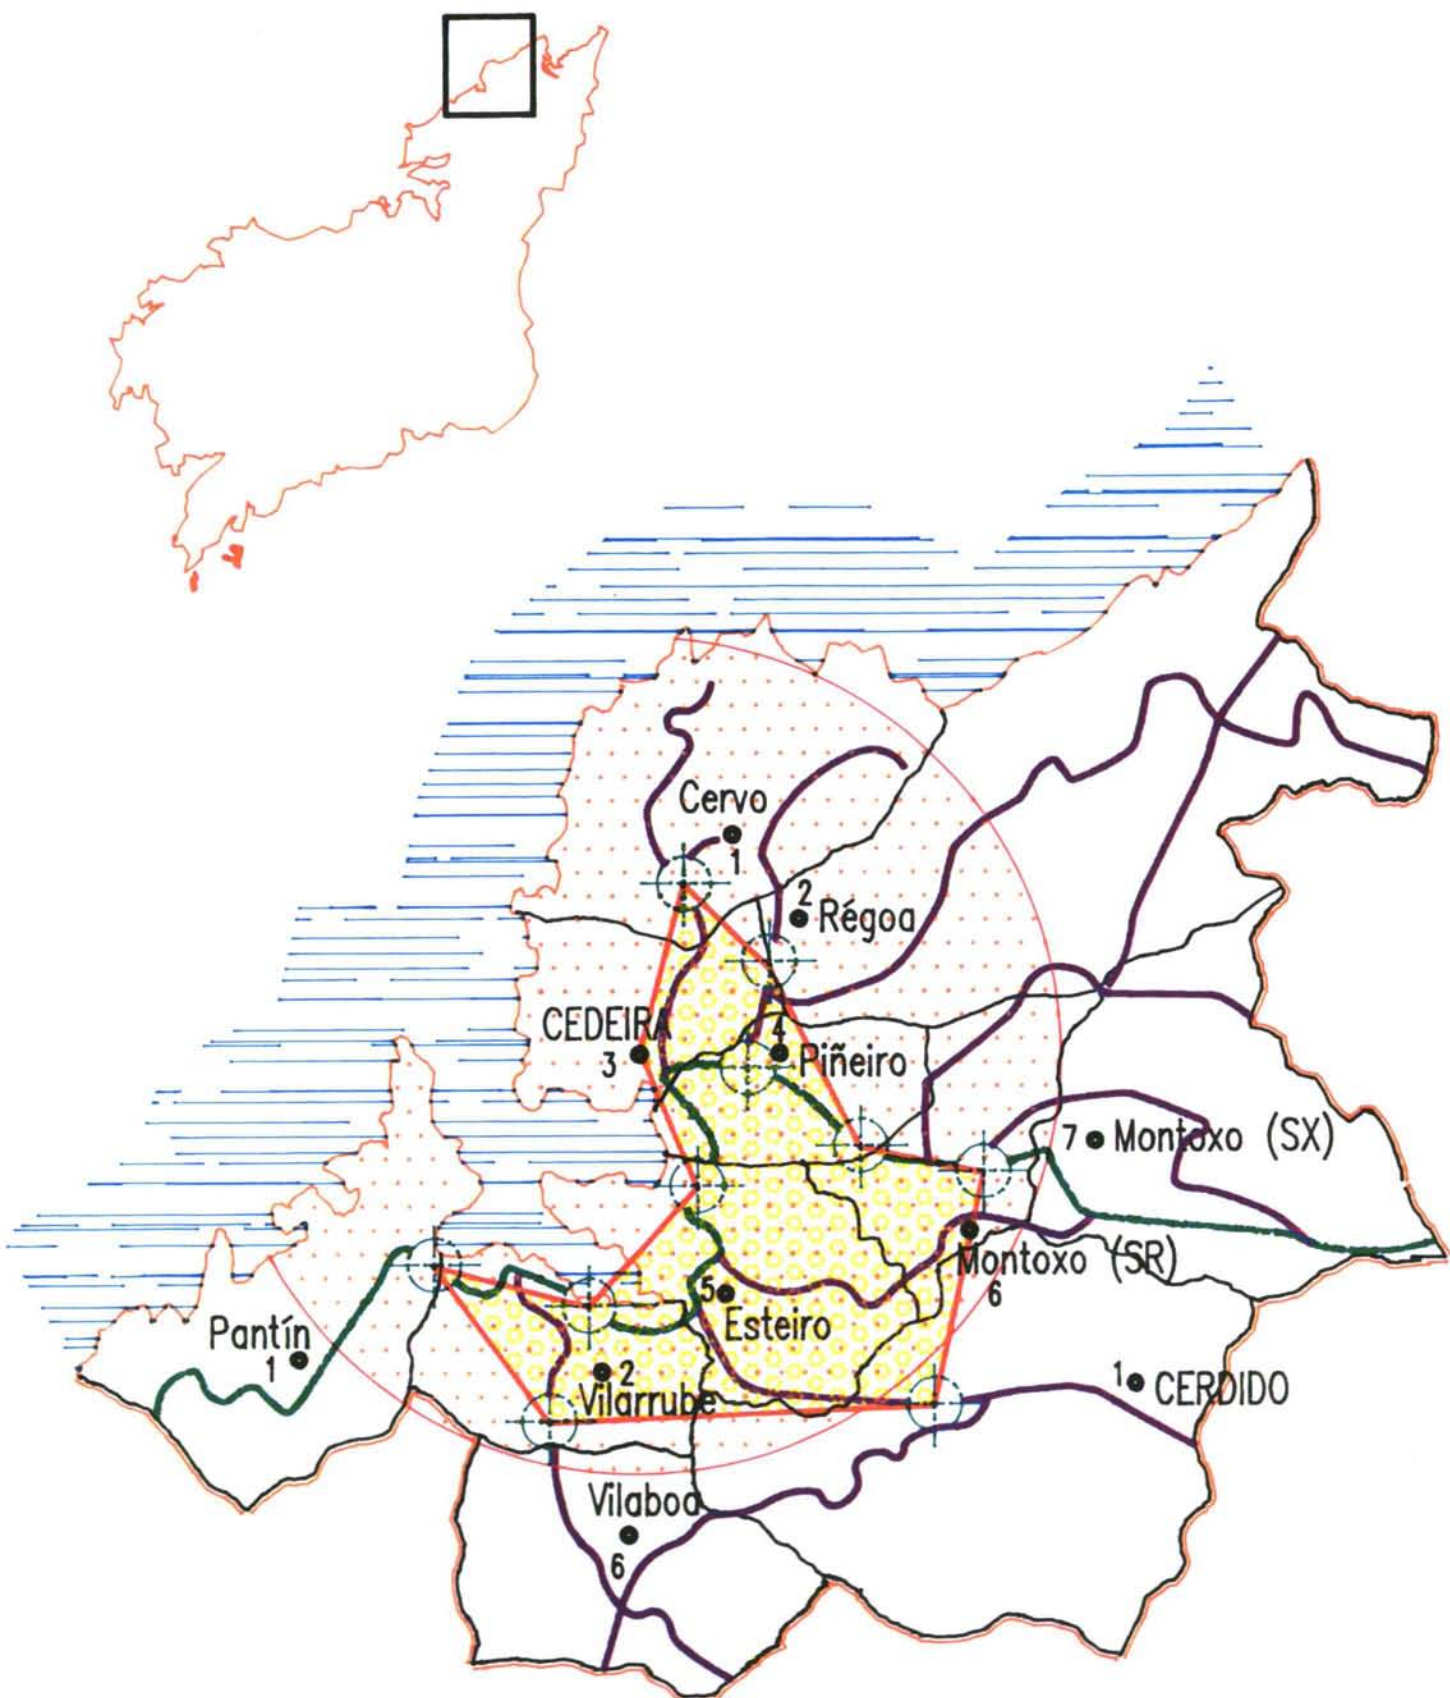 Cervo
1
2
Régoa
CEDEIRA
3
4
Piñeiro
7 Montoxo (SX)
Montoxo (SR)
6
5
Esteiro
Pantín
1
2
Vilarrube
1 CERDIDO
Vilaboa
6